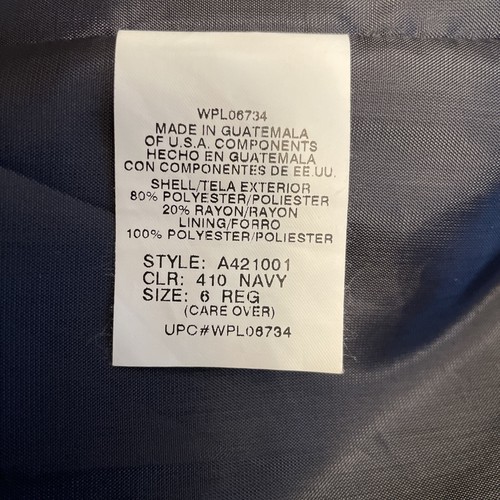 WPL06734
MADE IN GUATEMALA
OF U.S.A. COMPONENTS
HECHO EN GUATEMALA
CON COMPONENTES DE EE.UU.
SHELL/TELA EXTERIOR
80% POLYESTER/POLIESTER
20% RAYON/RAYON
LINING/FORRO
100% POLYESTER/POLIESTER
STYLE: A421001
CLR: 410 NAVY
SIZE: 6 REG
(CARE OVER)
UPC#WPL06734